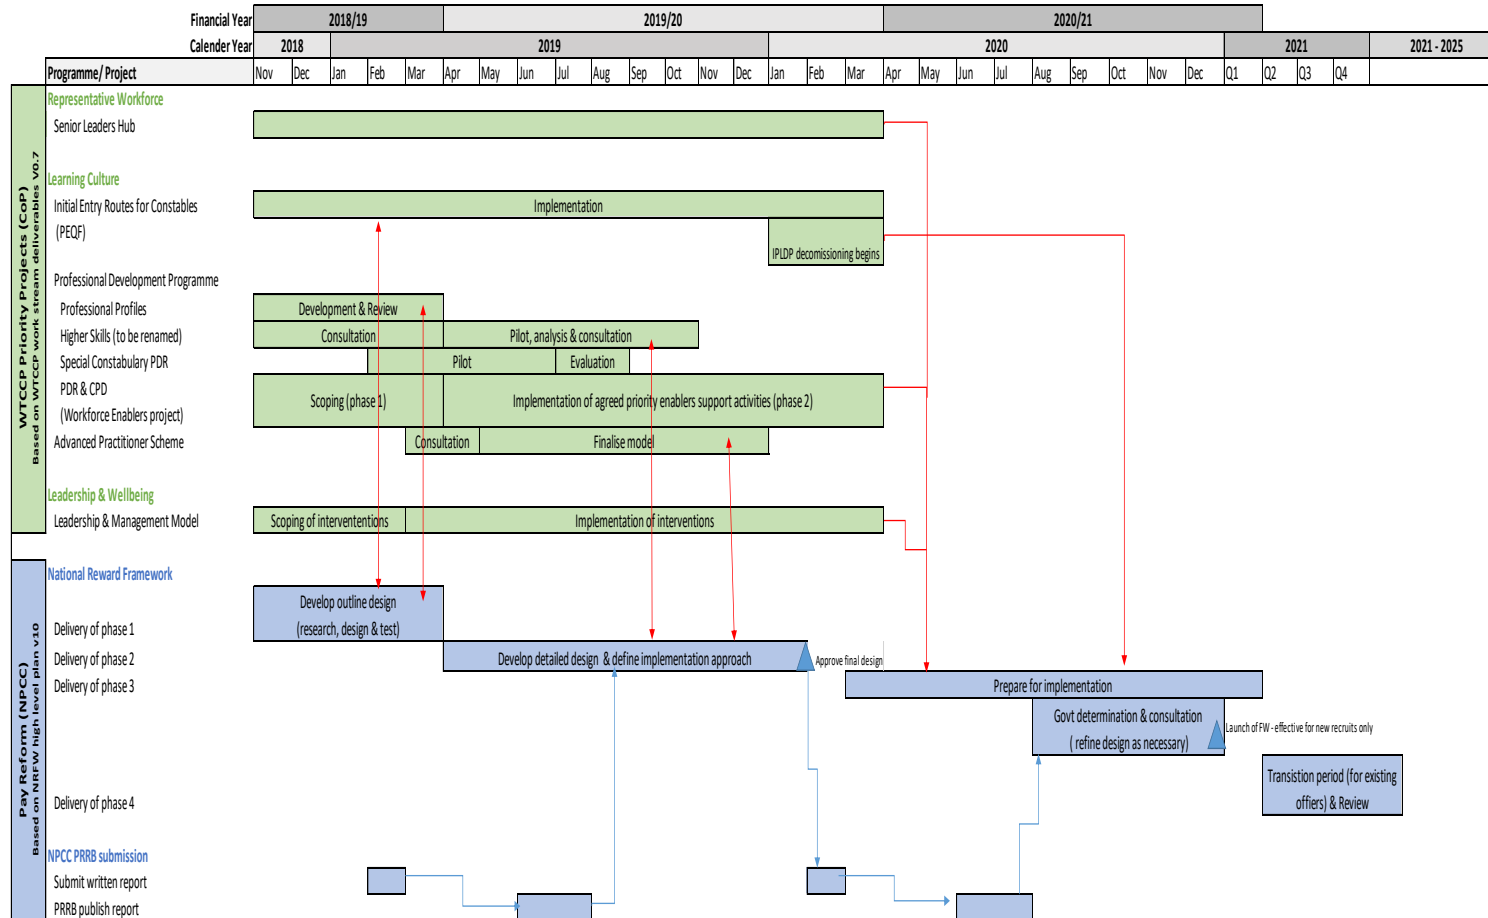 Financial Year 2018/19 2019/20 2020/21
Calender Year 2018 2019 2020 2021 2021 - 2025
Programme/ Project Nov Dec Jan Feb Mar Apr May Jun Jul Aug Sep Oct Nov Dec Jan Feb Mar Apr May Jun Jul Aug Sep Oct Nov Dec Q1 Q2 Q3 Q4
WTCCP Priority Projects (CoP)
Based on WTCCP work stream deliverables V0.7
Representative Workforce
Senior Leaders Hub
Learning Culture
Initial Entry Routes for Constables Implementation
(PEQF)
IPLDP decomissioning begins
Professional Development Programme
Professional Profiles Development & Review
Higher Skills (to be renamed) Consultation Pilot, analysis & consultation
Special Constabulary PDR Pilot Evaluation
PDR & CPD
Scoping (phase 1) Implementation of agreed priority enablers support activities (phase 2)
(Workforce Enablers project)
Advanced Practitioner Scheme Consultation Finalise model
Leadership & Wellbeing
Leadership & Management Model Scoping of intervententions Implementation of interventions
Pay Reform (NPCC)
Based on NRFW high level plan v10
National Reward Framework
Develop outline design
(research, design & test)
Delivery of phase 1
Delivery of phase 2 Develop detailed design & define implementation approach Approve final design
Delivery of phase 3 Prepare for implementation
Govt determination & consultation
( refine design as necessary)
Launch of FW - effective for new recruits only
Transistion period (for existing
offiers) & Review
Delivery of phase 4
NPCC PRRB submission
Submit written report
PRRB publish report